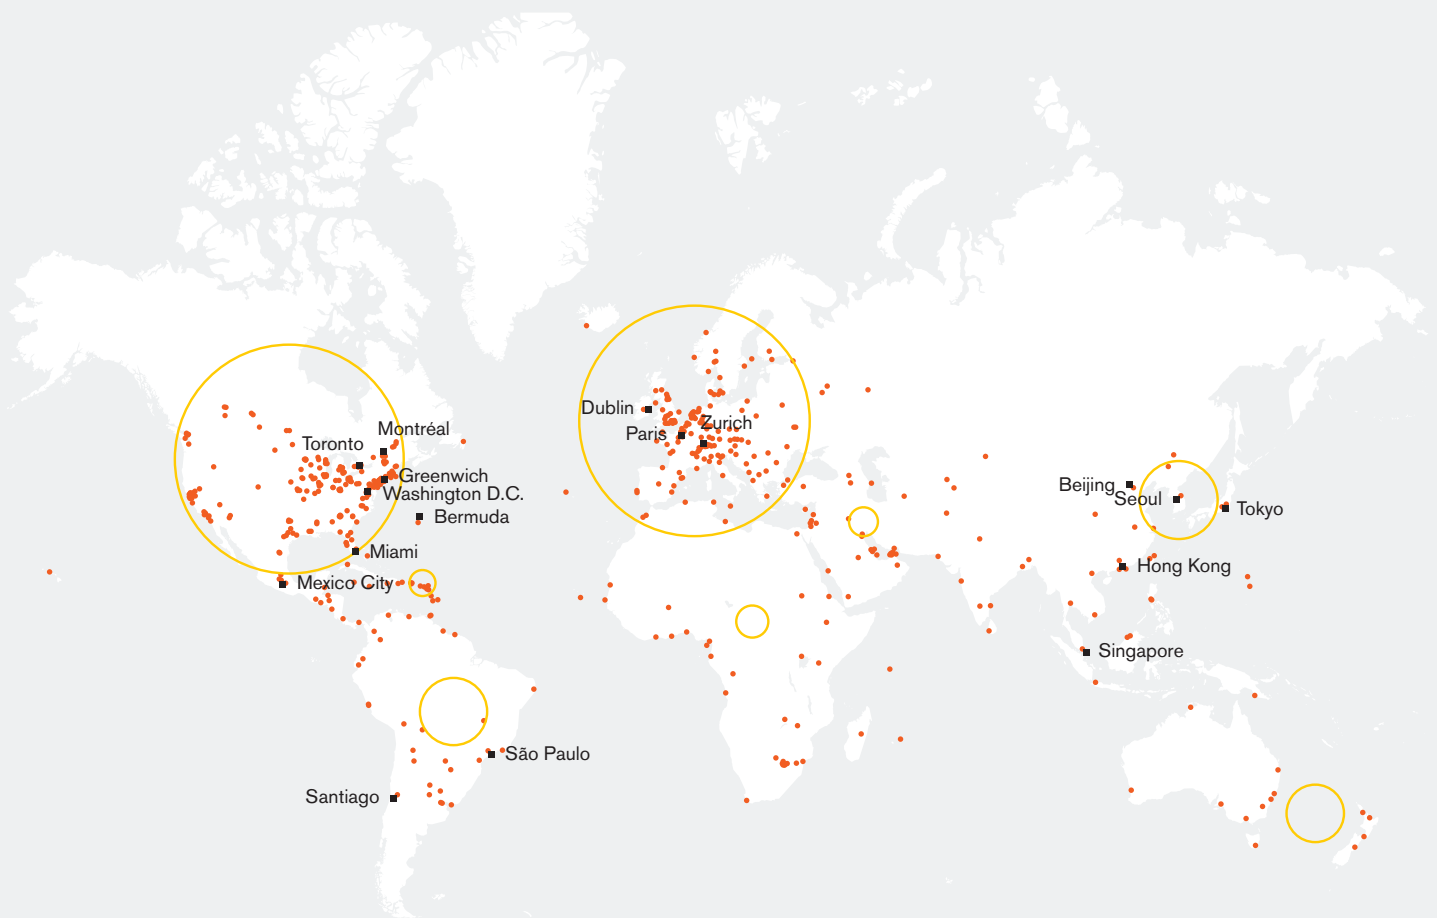 Montréal
Toronto
Greenwich
Washington D.C.
Bermuda
Miami
Mexico City
São Paulo
Santiago
Dublin
Paris
Zurich
Beijing
Seoul
Tokyo
Hong Kong
Singapore